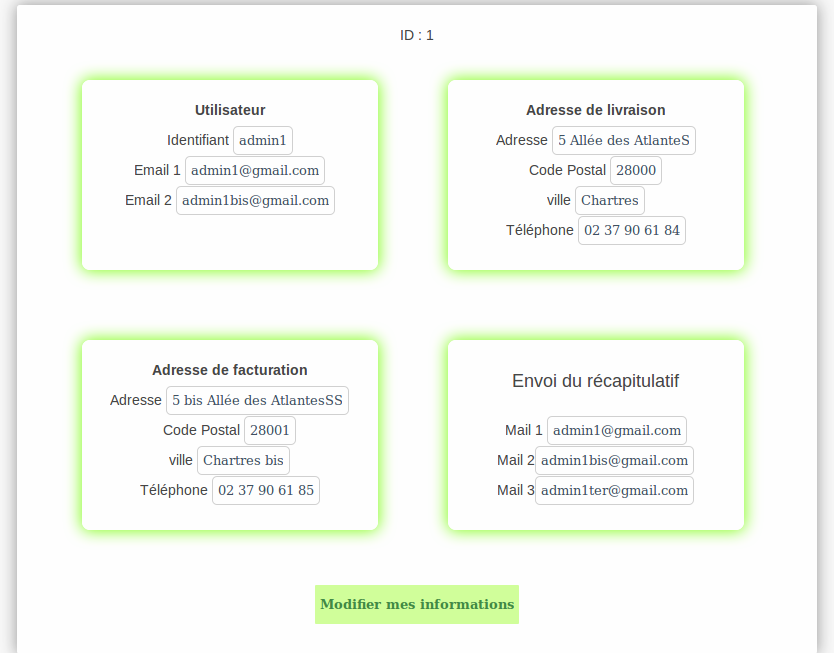 ID : 1
Utilisateur
Identifiant admin1
Email 1 admin1@gmail.com
Email 2 admin1bis@gmail.com
Adresse de livraison
Adresse 5 Allée des AtlanteS
Code Postal 28000
ville Chartres
Téléphone 02 37 90 61 84
Adresse de facturation
Adresse 5 bis Allée des AtlantesSS
Code Postal 28001
ville Chartres bis
Téléphone 02 37 90 61 85
Envoi du récapitulatif
Mail 1 admin1@gmail.com
Mail 2 admin1bis@gmail.com
Mail 3 admin1ter@gmail.com
Modifier mes informations